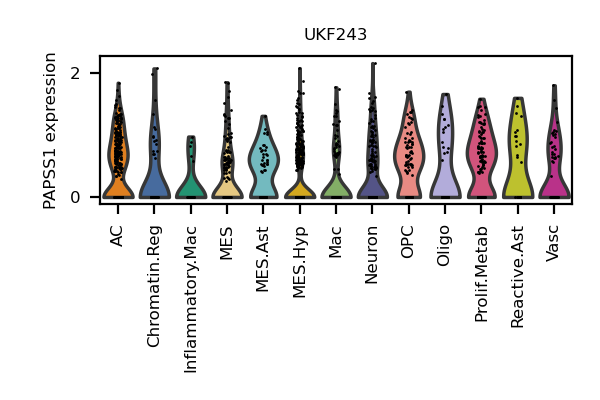 UKF243
PAPSS1 expression
2
0
AC
Chromatin.Reg
Inflammatory.Mac
MES
MES.Ast
MES.Hyp
Mac
Neuron
OPC
Oligo
Prolif.Metab
Reactive.Ast
Vasc